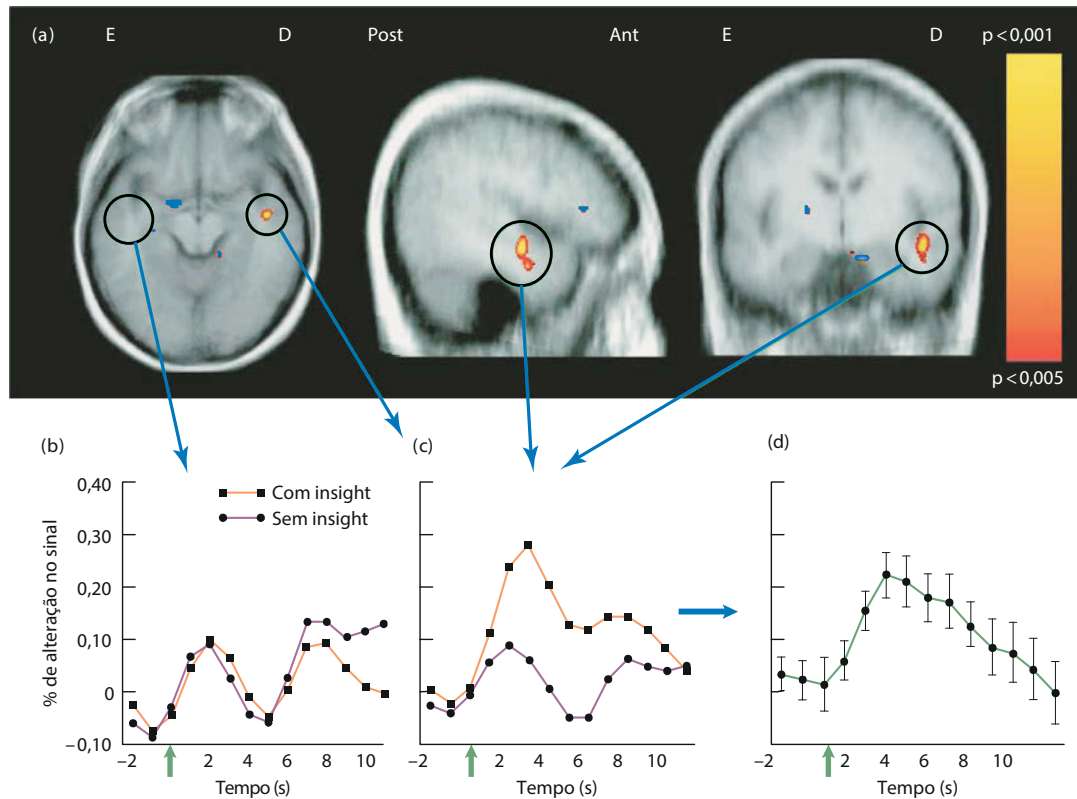 (a) E D Post Ant E D p < 0,001
p < 0,005
(b) (c) (d)
% de alteração no sinal
0,40
0,30
0,20
0,10
0
−0,10
Com insight
Sem insight
−2 0 2 4 6 8 10
Tempo (s)
−2 0 2 4 6 8 10
Tempo (s)
−2 2 4 6 8 10
Tempo (s)